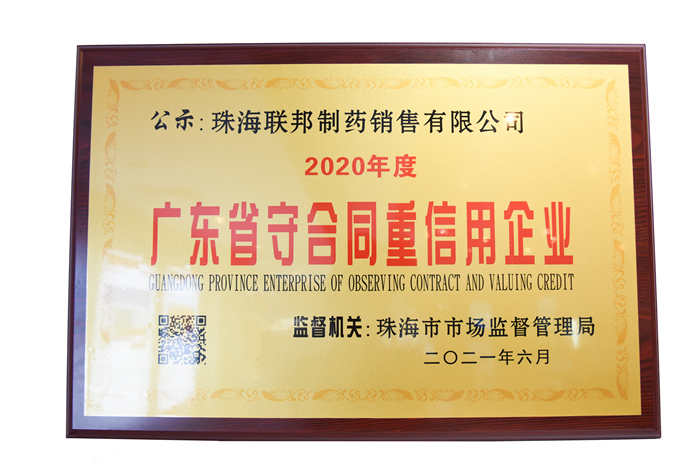 公示:珠海联邦制药销售有限公司
2020年度
广东省守合同重信用企业
GUANGDONG PROVINCE ENTERPRISE OF OBSERVING CONTRACT AND VALUING CREDIT
监督机关:珠海市市场监督管理局
二〇二一年六月